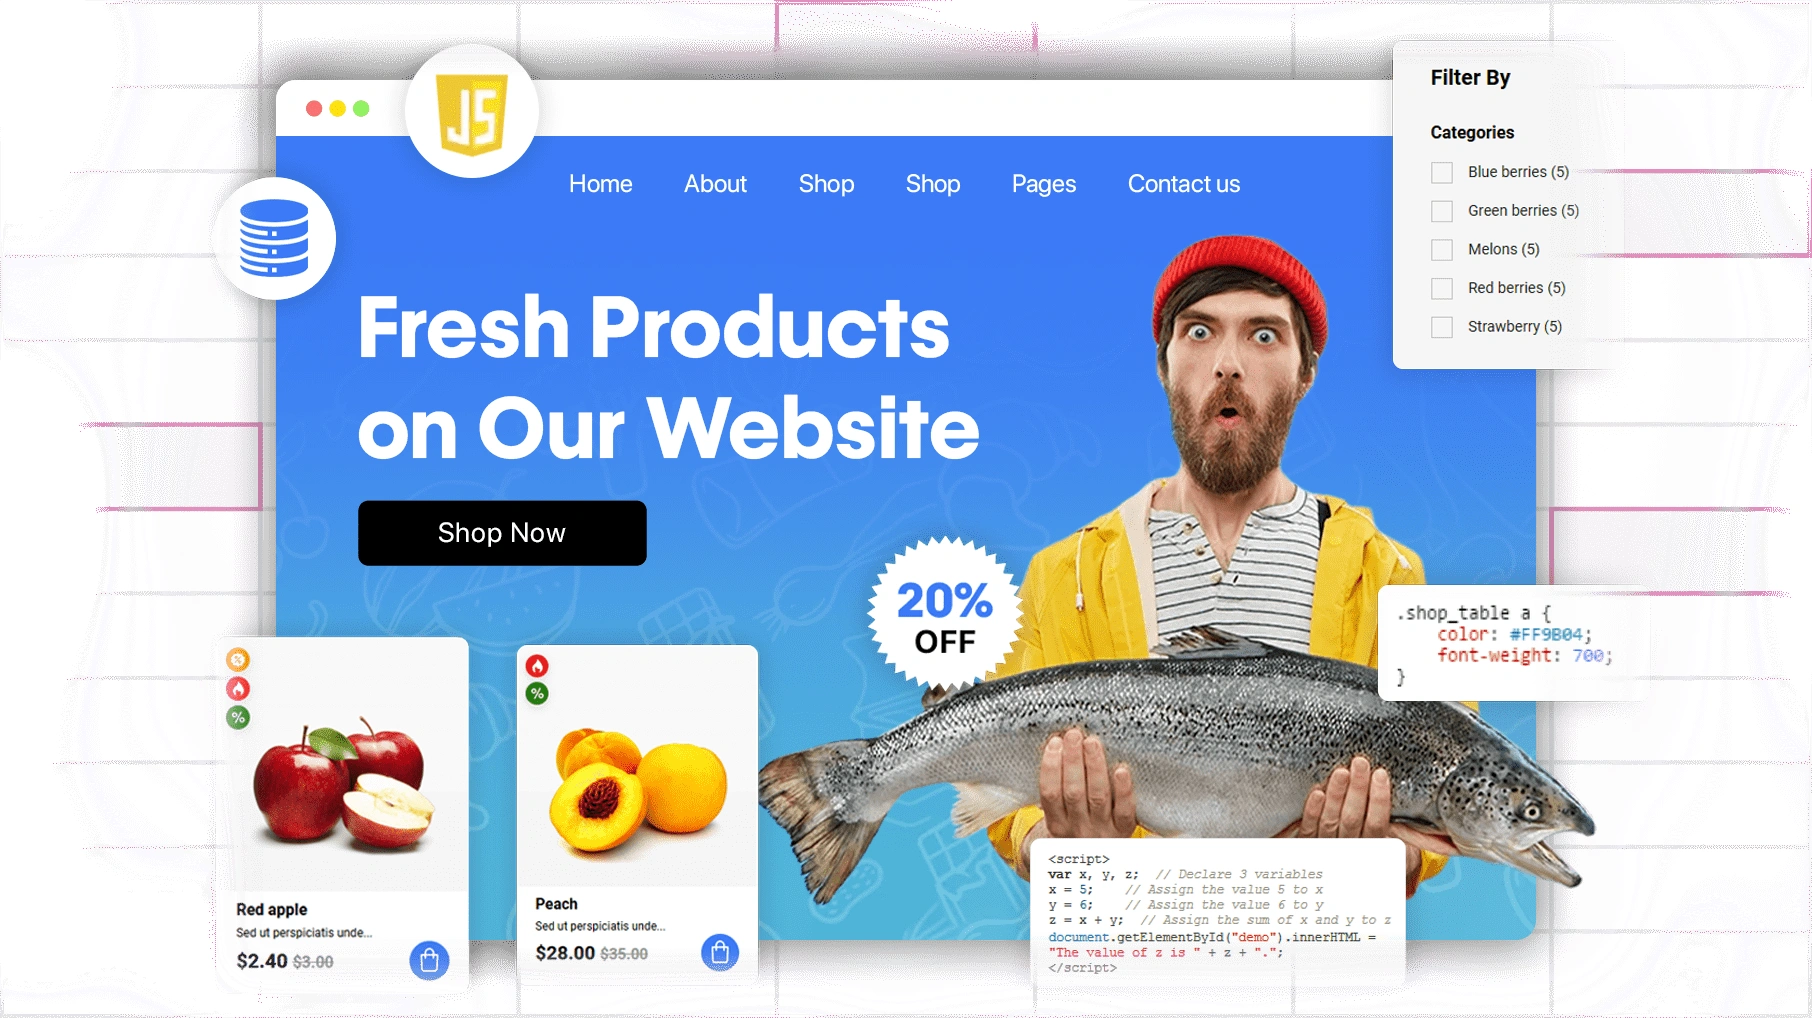 JS
Home About Shop Shop Pages Contact us
Fresh Products
on Our Website
Shop Now
20%
OFF
Filter By
Categories
Blue berries (5)
Green berries (5)
Melons (5)
Red berries (5)
Strawberry (5)
.shop_table a {
color: #FF9B04;
font-weight: 700;
}
%
Red apple
Sed ut perspiciatis unde...
$2.40 $3.00
%
Peach
Sed ut perspiciatis unde...
$28.00 $35.00
<script>
var x, y, z; // Declare 3 variables
x = 5; // Assign the value 5 to x
y = 6; // Assign the value 6 to y
z = x + y; // Assign the sum of x and y to z
document.getElementById("demo").innerHTML =
"The value of z is " + z + ".";
</script>